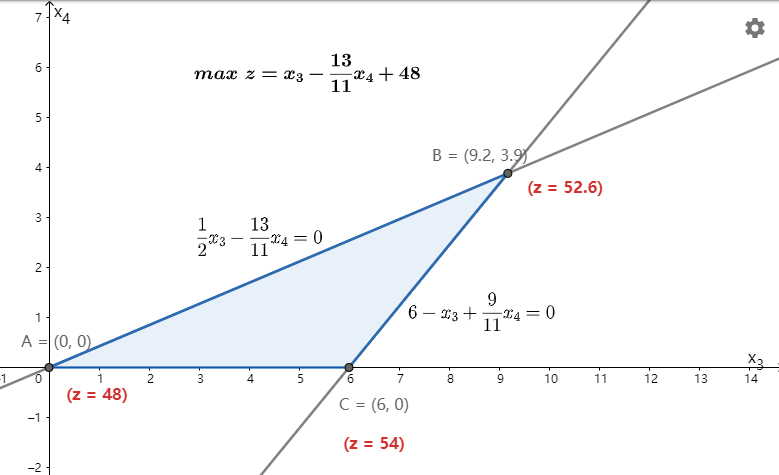 7
x₄
max z = x₃ − 13/11 x₄ + 48
6
5
B = (9.2, 3.9)
4
(z = 52.6)
3
1/2 x₃ − 13/11 x₄ = 0
2
6 − x₃ + 9/11 x₄ = 0
1
A = (0, 0)
x₃
-1 0 1 2 3 4 5 6 7 8 9 10 11 12 13 14
(z = 48)
C = (6, 0)
−1
(z = 54)
−2